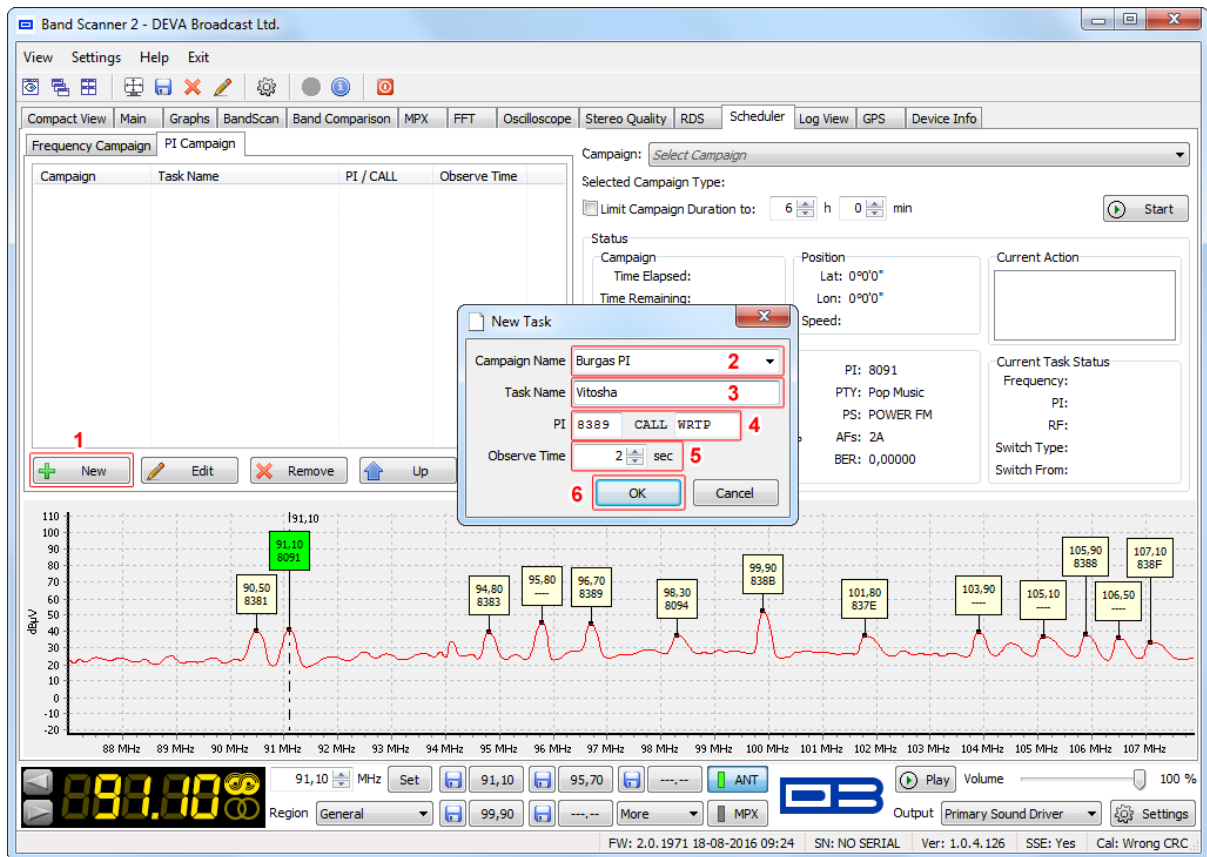 Band Scanner 2 - DEVA Broadcast Ltd.
View Settings Help Exit
Compact View Main Graphs BandScan Band Comparison MPX FFT Oscilloscope Stereo Quality RDS Scheduler Log View GPS Device Info
Frequency Campaign PI Campaign
Campaign Task Name PI / CALL Observe Time
Campaign: Select Campaign
Selected Campaign Type:
Limit Campaign Duration to: 6 h 0 min
Start
Status
Campaign
Time Elapsed:
Time Remaining:
Position
Lat: 0°0'0"
Lon: 0°0'0"
Speed:
Current Action
New Task
Campaign Name Burgas PI 2
Task Name Vitosha 3
PI 8389 CALL WRTP 4
Observe Time 2 sec 5
6 OK Cancel
PI: 8091
PTY: Pop Music
PS: POWER FM
AFs: 2A
BER: 0,00000
Current Task Status
Frequency:
PI:
RF:
Switch Type:
Switch From:
1
New Edit Remove Up
dBµV
110
100
90
80
70
60
50
40
30
20
10
0
-10
-20
91,10
90,50
8381
91,10
8091
94,80
8383
95,80
----
96,70
8389
98,30
8094
99,90
838B
101,80
837E
103,90
----
105,10
----
105,90
8388
106,50
----
107,10
838F
88 MHz 89 MHz 90 MHz 91 MHz 92 MHz 93 MHz 94 MHz 95 MHz 96 MHz 97 MHz 98 MHz 99 MHz 100 MHz 101 MHz 102 MHz 103 MHz 104 MHz 105 MHz 106 MHz 107 MHz
91.10
91,10 MHz Set 91,10 95,70 ---,-- ANT
Region General 99,90 ---,-- More MPX
DB
Play Volume 100 %
Output Primary Sound Driver Settings
FW: 2.0.1971 18-08-2016 09:24 SN: NO SERIAL Ver: 1.0.4.126 SSE: Yes Cal: Wrong CRC